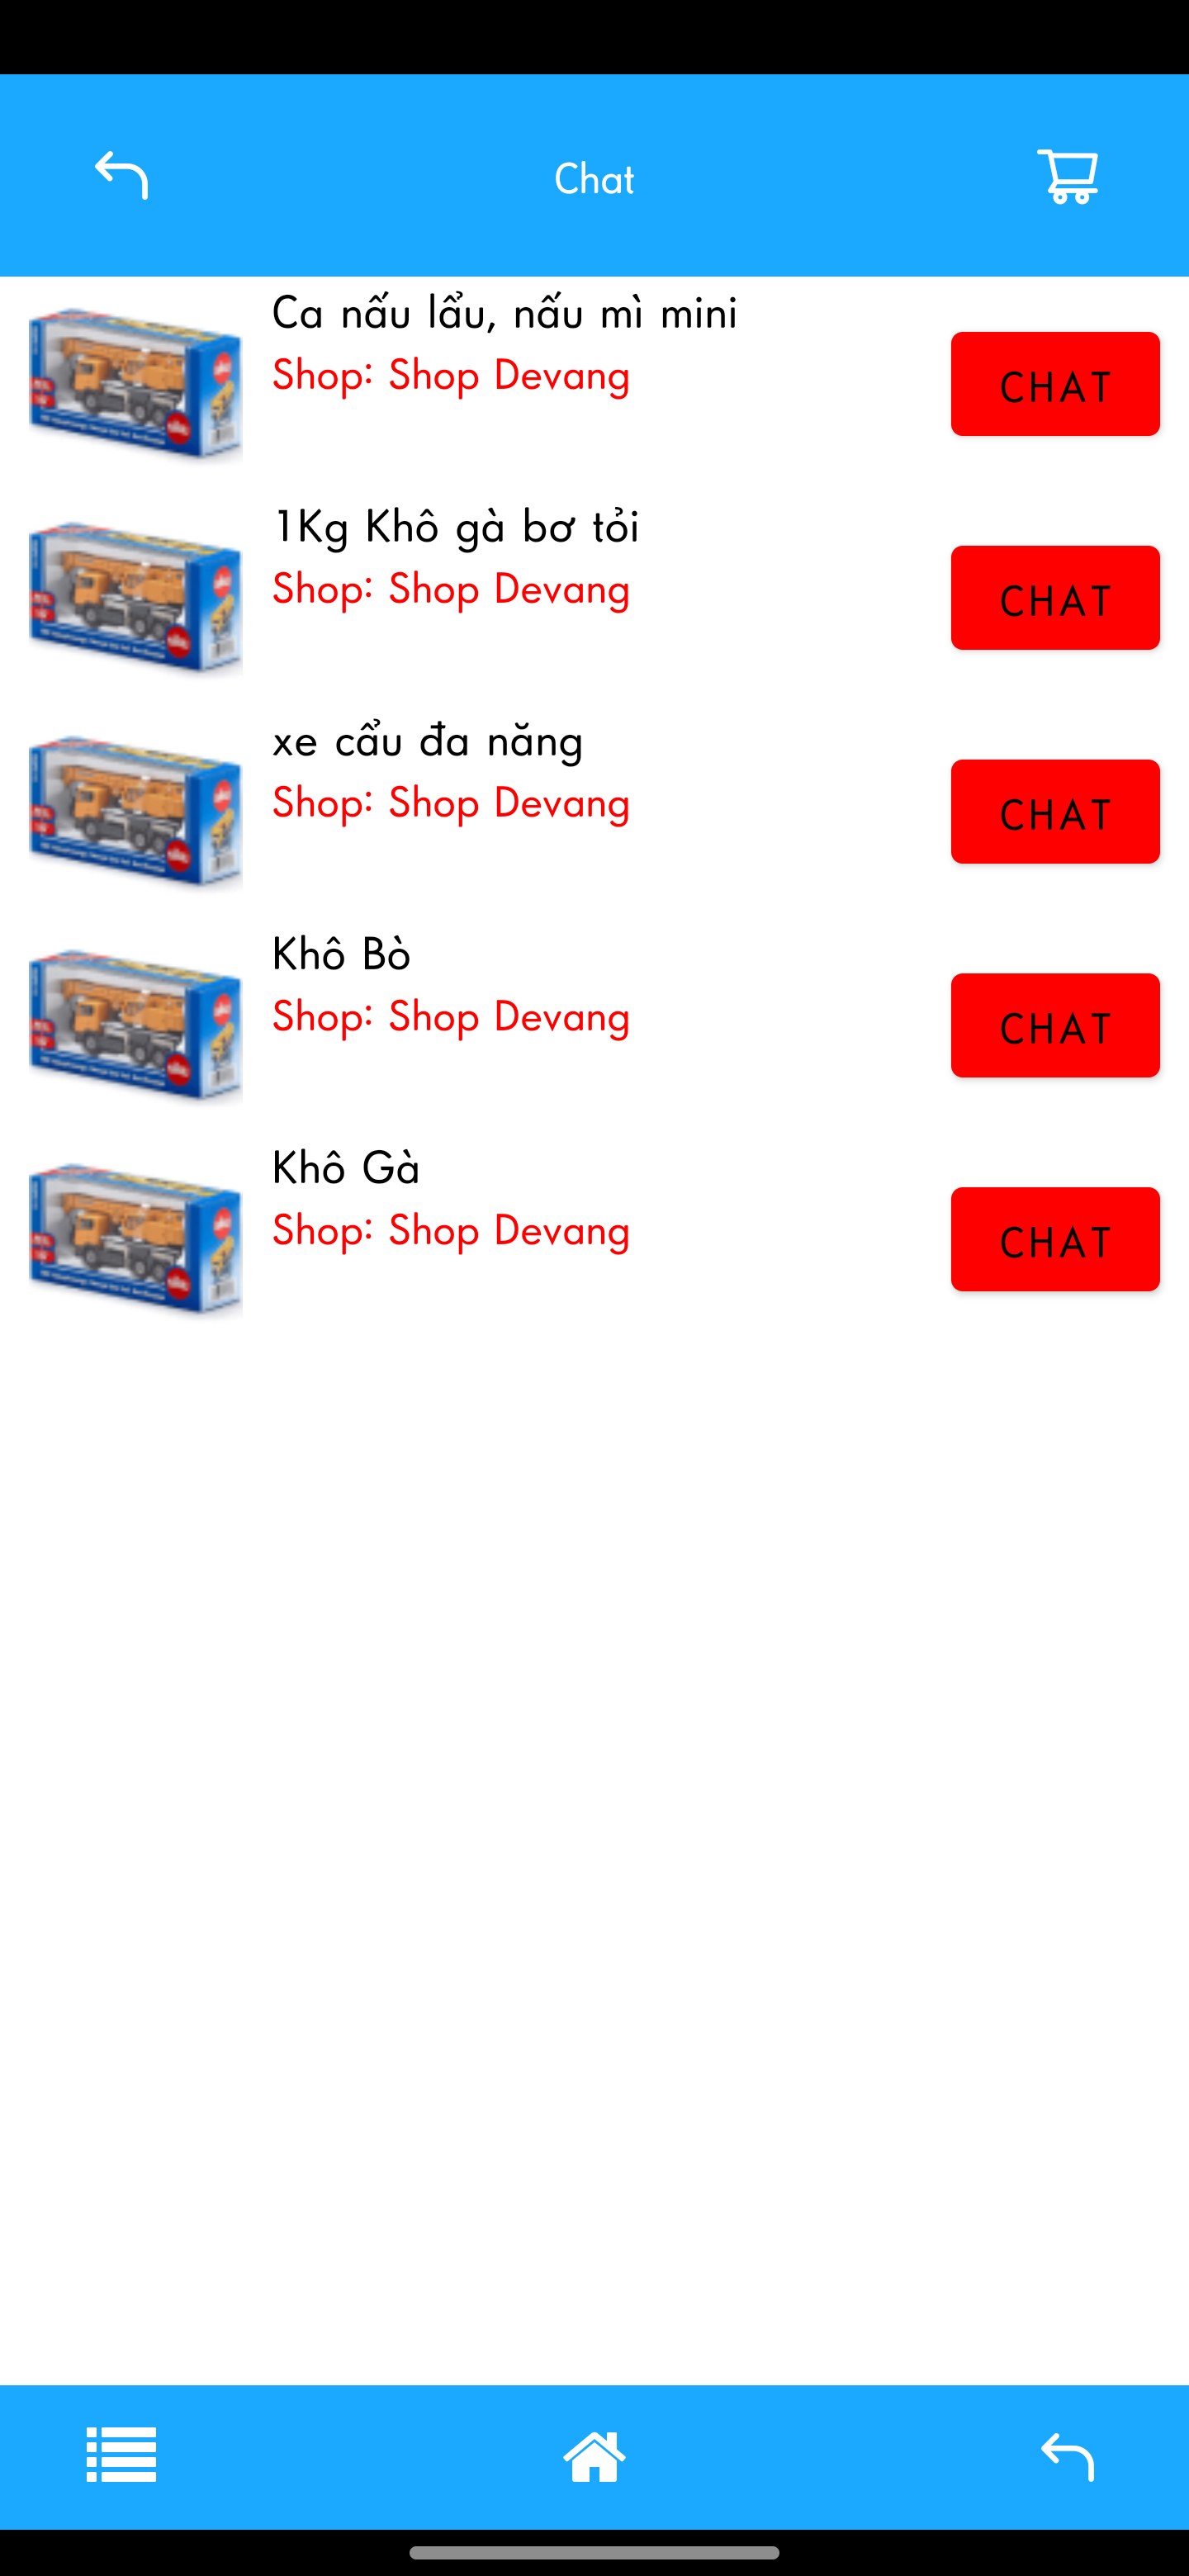 Chat
Ca nấu lẩu, nấu mì mini
Shop: Shop Devang
CHAT
1Kg Khô gà bơ tỏi
Shop: Shop Devang
CHAT
xe cẩu đa năng
Shop: Shop Devang
CHAT
Khô Bò
Shop: Shop Devang
CHAT
Khô Gà
Shop: Shop Devang
CHAT